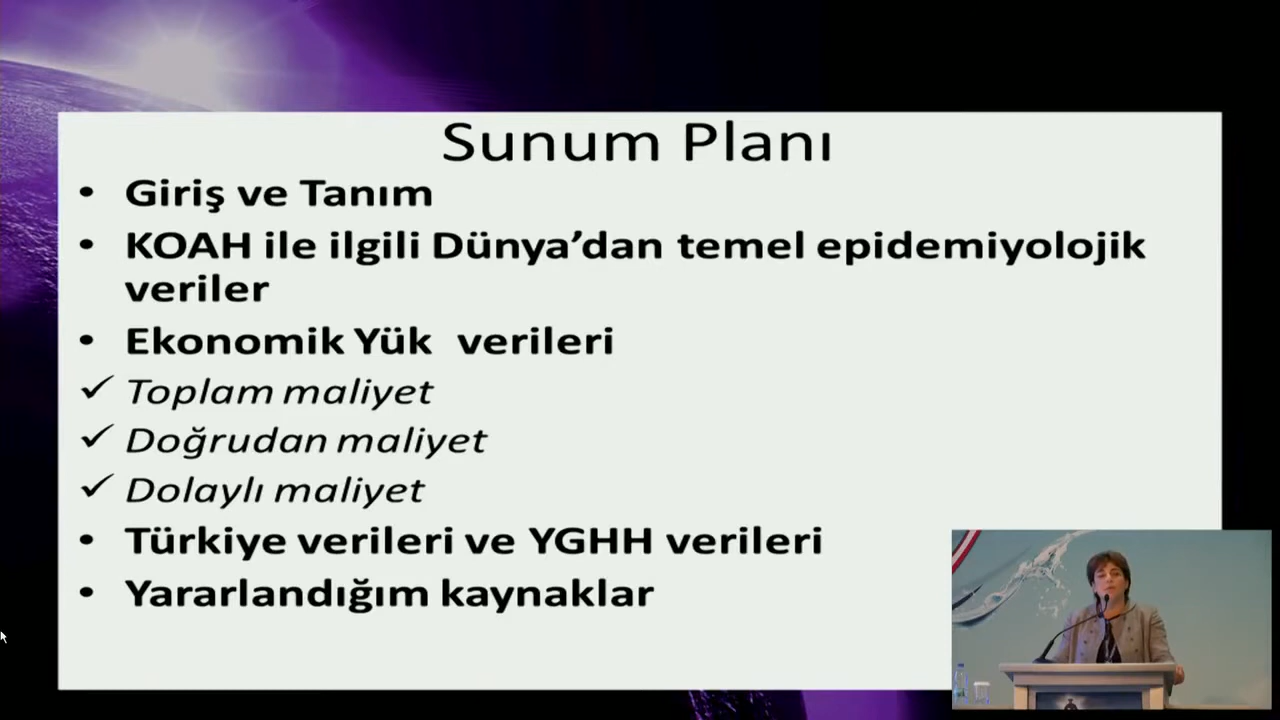 Sunum Planı
• Giriş ve Tanım
• KOAH ile ilgili Dünya’dan temel epidemiyolojik
veriler
• Ekonomik Yük verileri
✓ Toplam maliyet
✓ Doğrudan maliyet
✓ Dolaylı maliyet
• Türkiye verileri ve YGHH verileri
• Yararlandığım kaynaklar